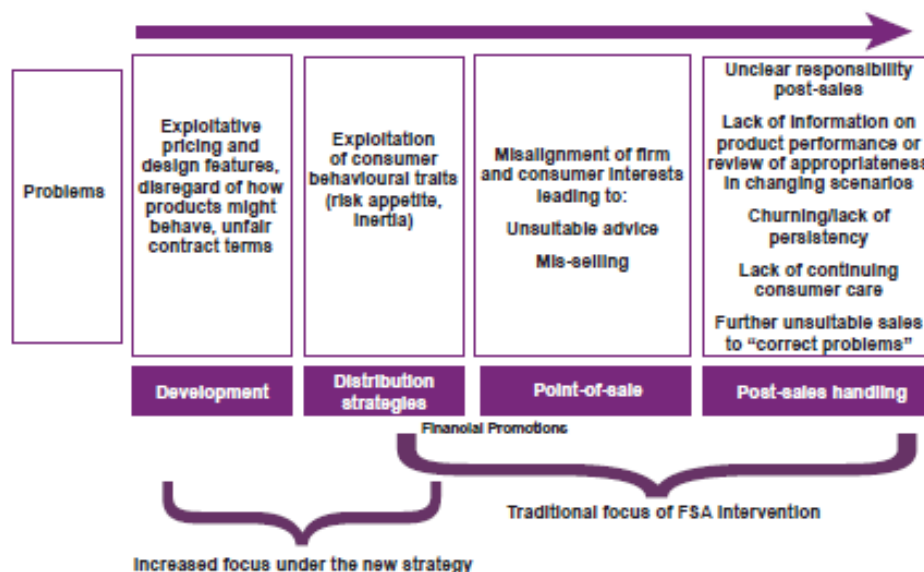 Problems
Exploitative
pricing and
design features,
disregard of how
products might
behave, unfair
contract terms
Exploitation
of consumer
behavioural traits
(risk appetite,
inertia)
Misalignment of firm
and consumer interests
leading to:
Unsuitable advice
Mis-selling
Unclear responsibility
post-sales
Lack of information on
product performance or
review of appropriateness
in changing scenarios
Churning/lack of
persistency
Lack of continuing
consumer care
Further unsuitable sales
to “correct problems”
Development
Distribution
strategies
Point-of-sale
Post-sales handling
Financial Promotions
Traditional focus of FSA intervention
Increased focus under the new strategy